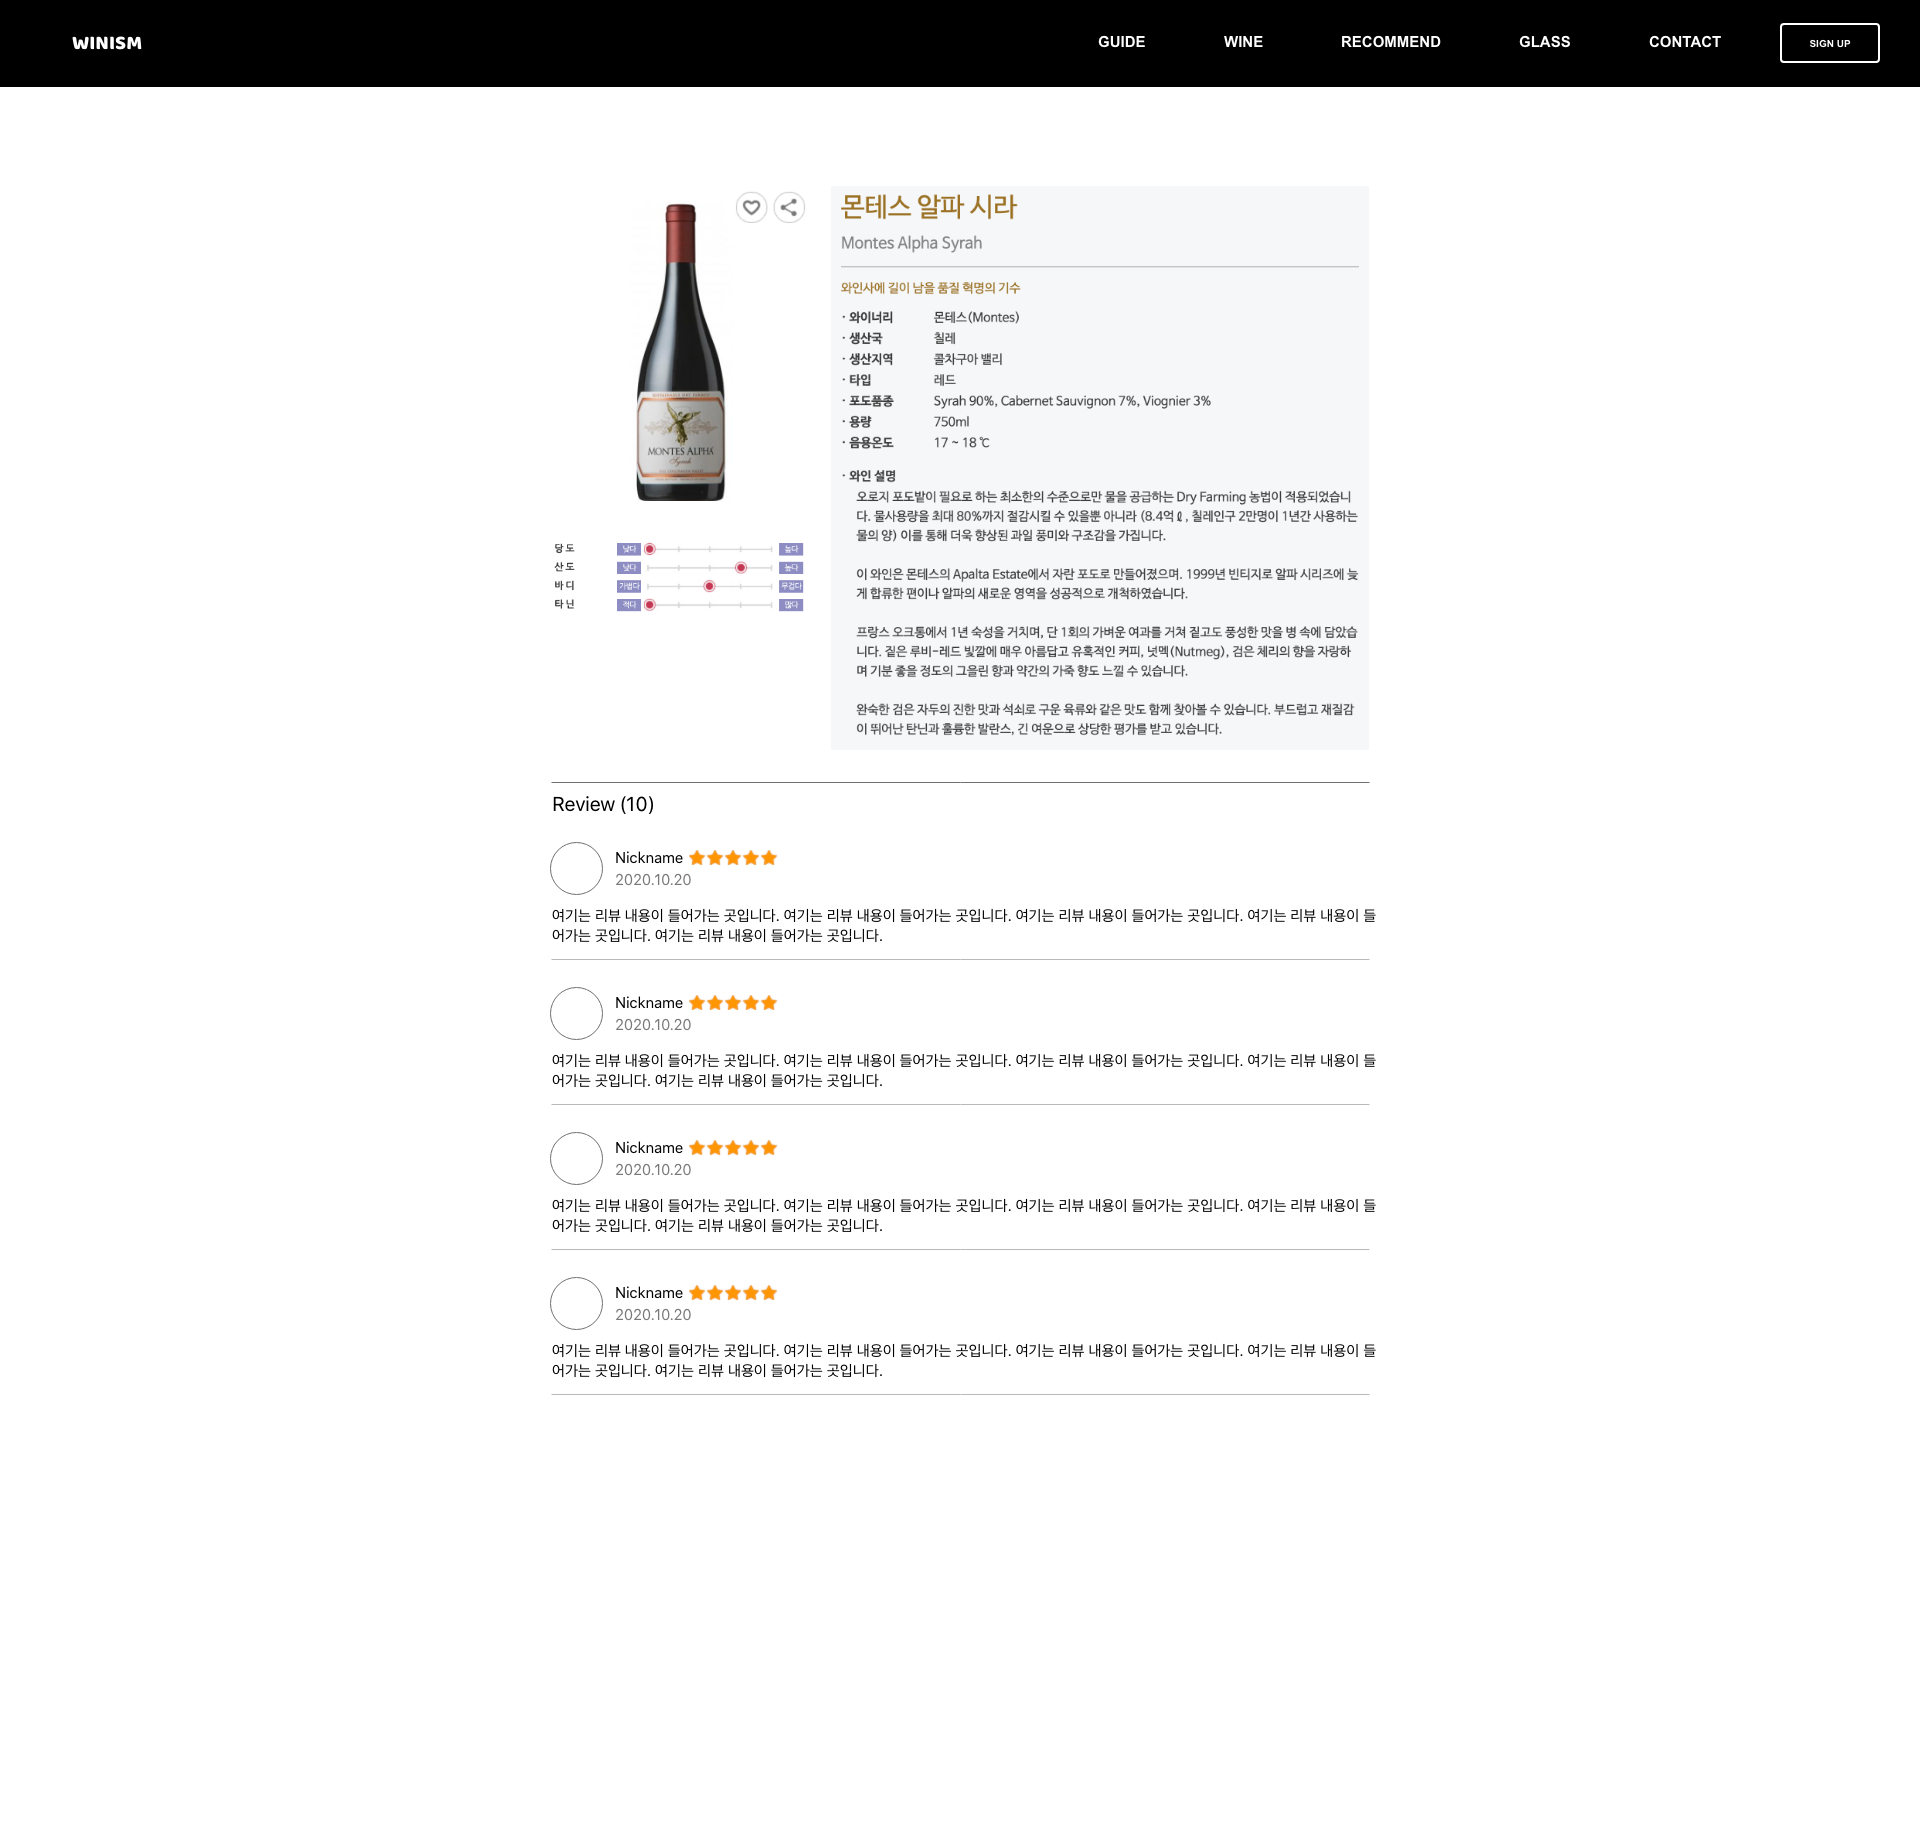 WINISM
GUIDE
WINE
RECOMMEND
GLASS
CONTACT
SIGN UP
몬테스 알파 시라
Montes Alpha Syrah
와인사에 길이 남을 품질 혁명의 기수
· 와이너리 몬테스(Montes)
· 생산국 칠레
· 생산지역 콜차구아 밸리
· 타입 레드
· 포도품종 Syrah 90%, Cabernet Sauvignon 7%, Viognier 3%
· 용량 750ml
· 음용온도 17 ~ 18 ℃
· 와인 설명
오로지 포도밭이 필요로 하는 최소한의 수준으로만 물을 공급하는 Dry Farming 농법이 적용되었습니
다. 물사용량을 최대 80%까지 절감시킬 수 있을뿐 아니라 (8.4억ℓ, 칠레인구 2만명이 1년간 사용하는
물의 양) 이를 통해 더욱 향상된 과일 풍미와 구조감을 가집니다.
이 와인은 몬테스의 Apalta Estate에서 자란 포도로 만들어졌으며. 1999년 빈티지로 알파 시리즈에 늦
게 합류한 편이나 알파의 새로운 영역을 성공적으로 개척하였습니다.
프랑스 오크통에서 1년 숙성을 거치며, 단 1회의 가벼운 여과를 거쳐 짙고도 풍성한 맛을 병 속에 담았습
니다. 짙은 루비-레드 빛깔에 매우 아름답고 유혹적인 커피, 넛멕(Nutmeg), 검은 체리의 향을 자랑하
며 기분 좋을 정도의 그을린 향과 약간의 가죽 향도 느낄 수 있습니다.
완숙한 검은 자두의 진한 맛과 석쇠로 구운 육류와 같은 맛도 함께 찾아볼 수 있습니다. 부드럽고 재질감
이 뛰어난 탄닌과 훌륭한 발란스, 긴 여운으로 상당한 평가를 받고 있습니다.
MONTES ALPHA
Syrah
당도 낮다 높다
산도 낮다 높다
바디 가볍다 무겁다
타닌 적다 많다
Review (10)
Nickname
2020.10.20
여기는 리뷰 내용이 들어가는 곳입니다. 여기는 리뷰 내용이 들어가는 곳입니다. 여기는 리뷰 내용이 들어가는 곳입니다. 여기는 리뷰 내용이 들
어가는 곳입니다. 여기는 리뷰 내용이 들어가는 곳입니다.
Nickname
2020.10.20
여기는 리뷰 내용이 들어가는 곳입니다. 여기는 리뷰 내용이 들어가는 곳입니다. 여기는 리뷰 내용이 들어가는 곳입니다. 여기는 리뷰 내용이 들
어가는 곳입니다. 여기는 리뷰 내용이 들어가는 곳입니다.
Nickname
2020.10.20
여기는 리뷰 내용이 들어가는 곳입니다. 여기는 리뷰 내용이 들어가는 곳입니다. 여기는 리뷰 내용이 들어가는 곳입니다. 여기는 리뷰 내용이 들
어가는 곳입니다. 여기는 리뷰 내용이 들어가는 곳입니다.
Nickname
2020.10.20
여기는 리뷰 내용이 들어가는 곳입니다. 여기는 리뷰 내용이 들어가는 곳입니다. 여기는 리뷰 내용이 들어가는 곳입니다. 여기는 리뷰 내용이 들
어가는 곳입니다. 여기는 리뷰 내용이 들어가는 곳입니다.